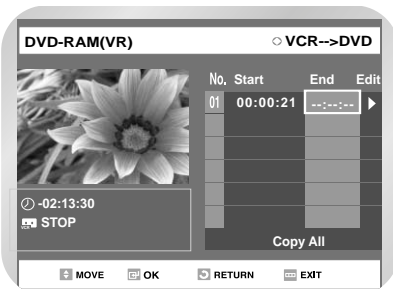 DVD-RAM(VR) VCR-->DVD
No. Start End Edit
01 00:00:21 --:--:--
-02:13:30
VCR STOP
Copy All
MOVE OK RETURN EXIT